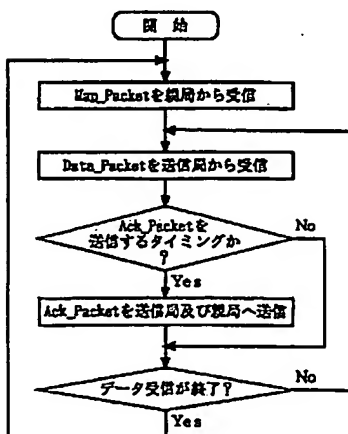 開 始
Map_Packetを親局から受信
Data_Packetを送信局から受信
Ack_Packetを
送信するタイミングか
?
No
Yes
Ack_Packetを送信局及び親局へ送信
データ受信が終了?
No
Yes